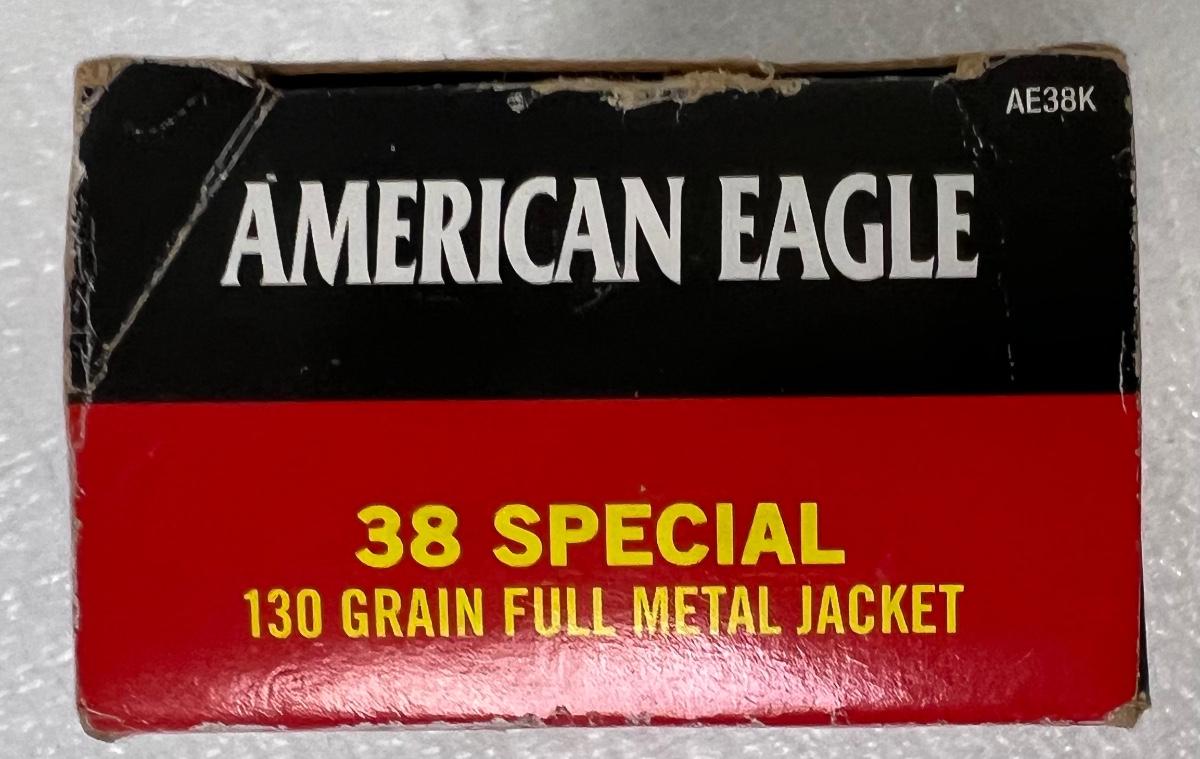 AE38K
AMERICAN EAGLE
38 SPECIAL
130 GRAIN FULL METAL JACKET